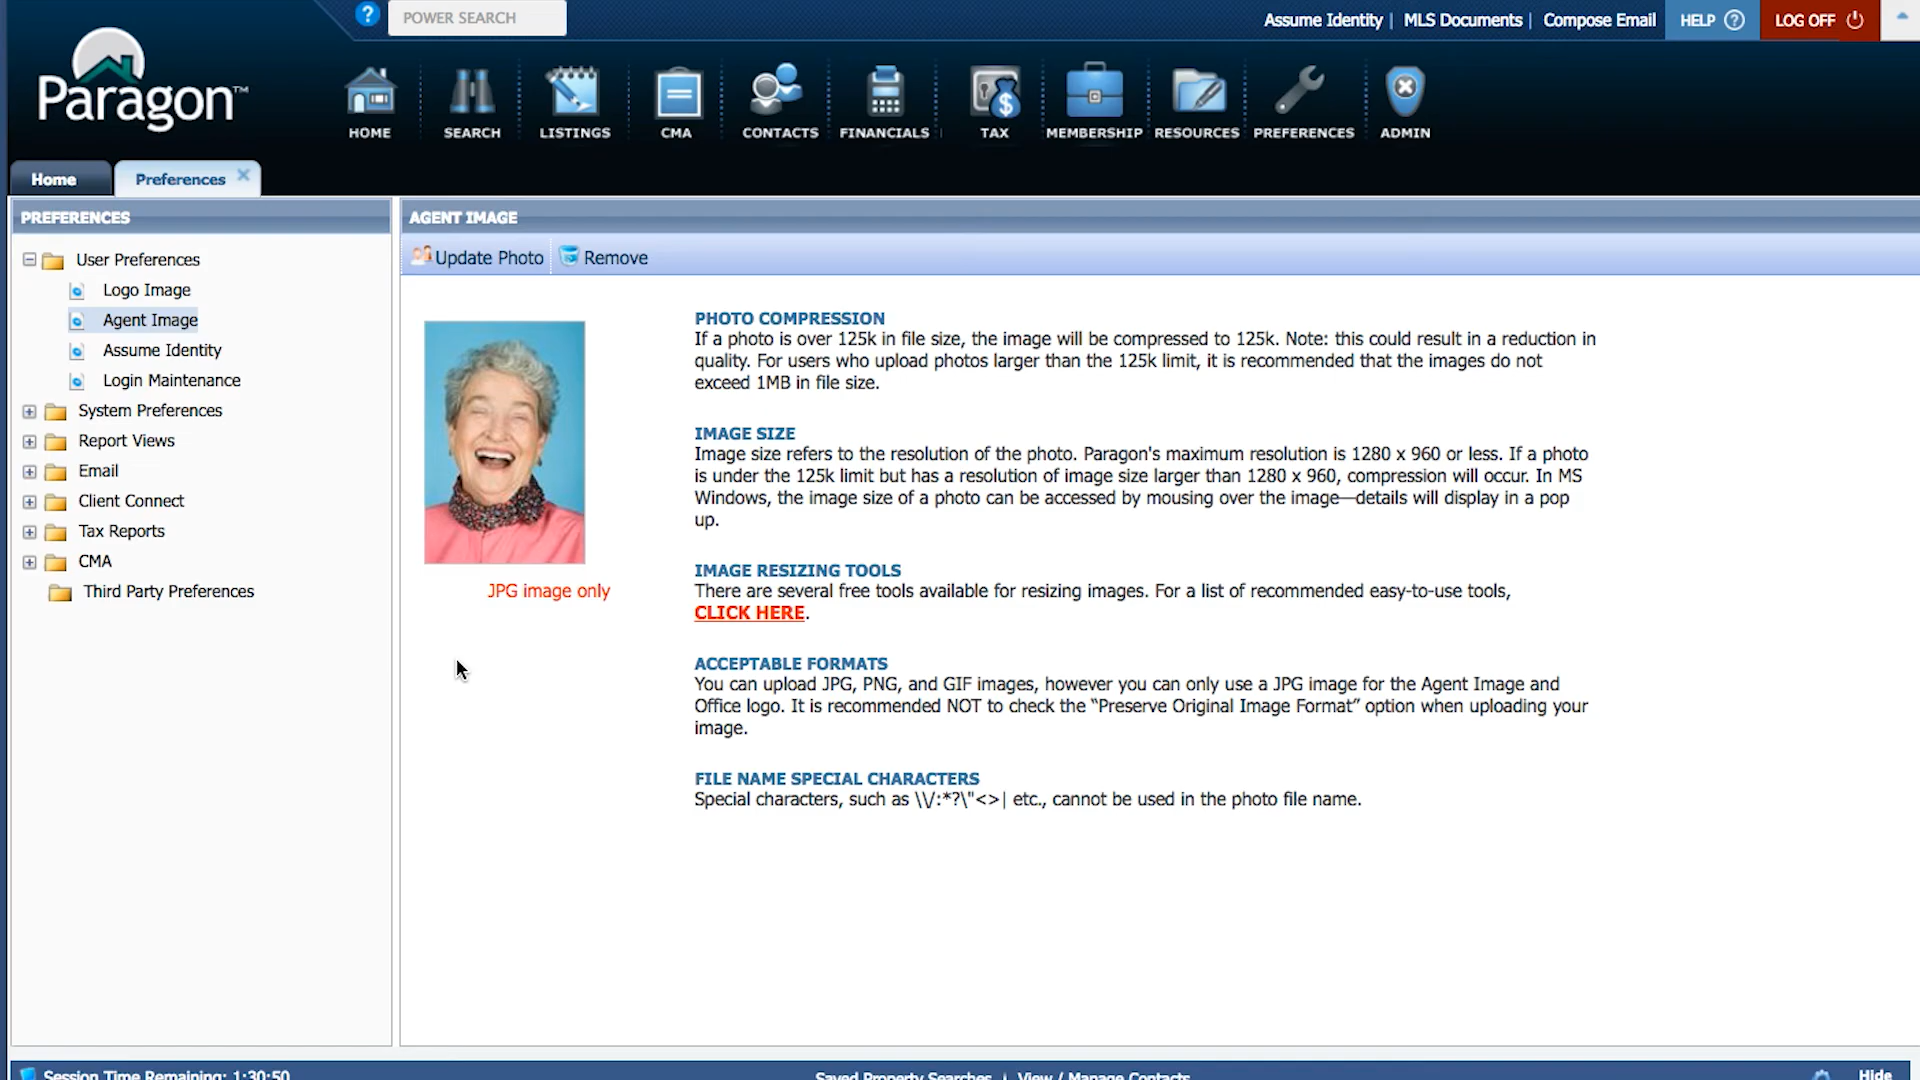 POWER SEARCH
Assume Identity | MLS Documents | Compose Email
HELP
LOG OFF
Paragon™
HOME
SEARCH
LISTINGS
CMA
CONTACTS
FINANCIALS
TAX
MEMBERSHIP
RESOURCES
PREFERENCES
ADMIN
Home
Preferences
PREFERENCES
User Preferences
Logo Image
Agent Image
Assume Identity
Login Maintenance
System Preferences
Report Views
Email
Client Connect
Tax Reports
CMA
Third Party Preferences
AGENT IMAGE
Update Photo
Remove
JPG image only
PHOTO COMPRESSION
If a photo is over 125k in file size, the image will be compressed to 125k. Note: this could result in a reduction in
quality. For users who upload photos larger than the 125k limit, it is recommended that the images do not
exceed 1MB in file size.
IMAGE SIZE
Image size refers to the resolution of the photo. Paragon's maximum resolution is 1280 x 960 or less. If a photo
is under the 125k limit but has a resolution of image size larger than 1280 x 960, compression will occur. In MS
Windows, the image size of a photo can be accessed by mousing over the image—details will display in a pop
up.
IMAGE RESIZING TOOLS
There are several free tools available for resizing images. For a list of recommended easy-to-use tools,
CLICK HERE.
ACCEPTABLE FORMATS
You can upload JPG, PNG, and GIF images, however you can only use a JPG image for the Agent Image and
Office logo. It is recommended NOT to check the “Preserve Original Image Format” option when uploading your
image.
FILE NAME SPECIAL CHARACTERS
Special characters, such as \\/:*?\"<>| etc., cannot be used in the photo file name.
Session Time Remaining: 1:30:50
Saved Property Searches | View / Manage Contacts
Hide